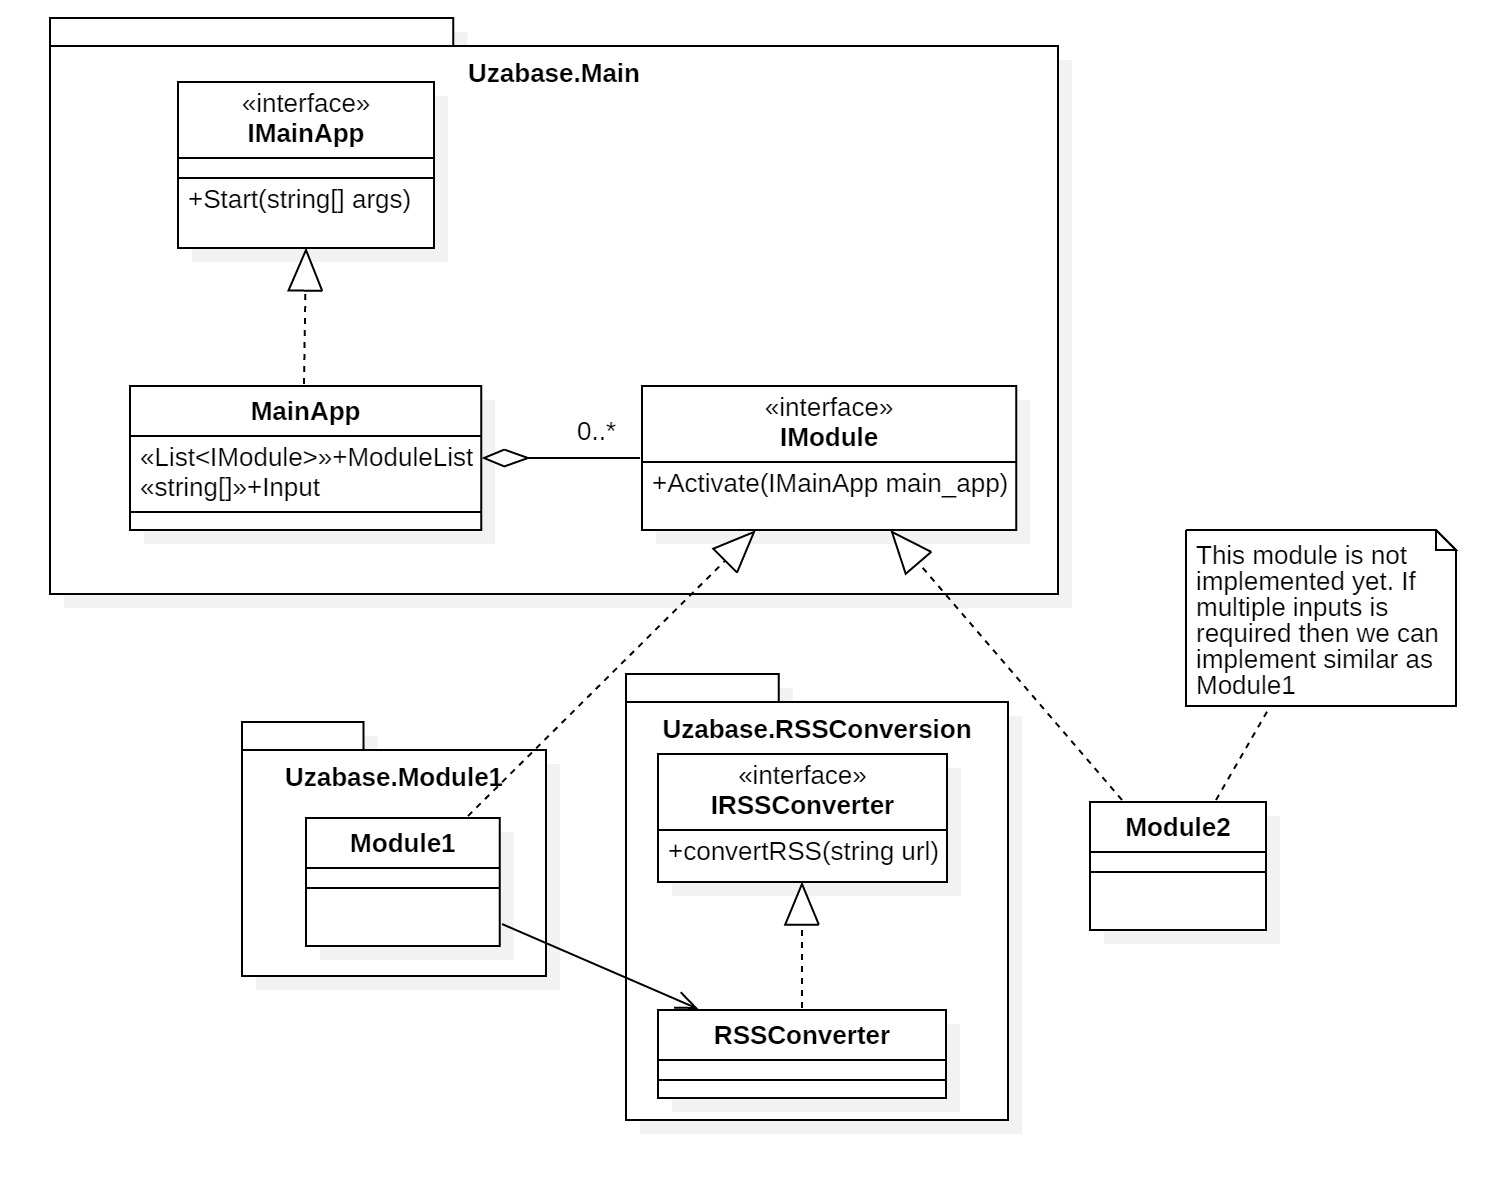 Uzabase.Main
«interface»
IMainApp
+Start(string[] args)
MainApp
«List<IModule>»+ModuleList
«string[]»+Input
0..*
«interface»
IModule
+Activate(IMainApp main_app)
This module is not
implemented yet. If
multiple inputs is
required then we can
implement similar as
Module1
Uzabase.Module1
Module1
Uzabase.RSSConversion
«interface»
IRSSConverter
+convertRSS(string url)
RSSConverter
Module2